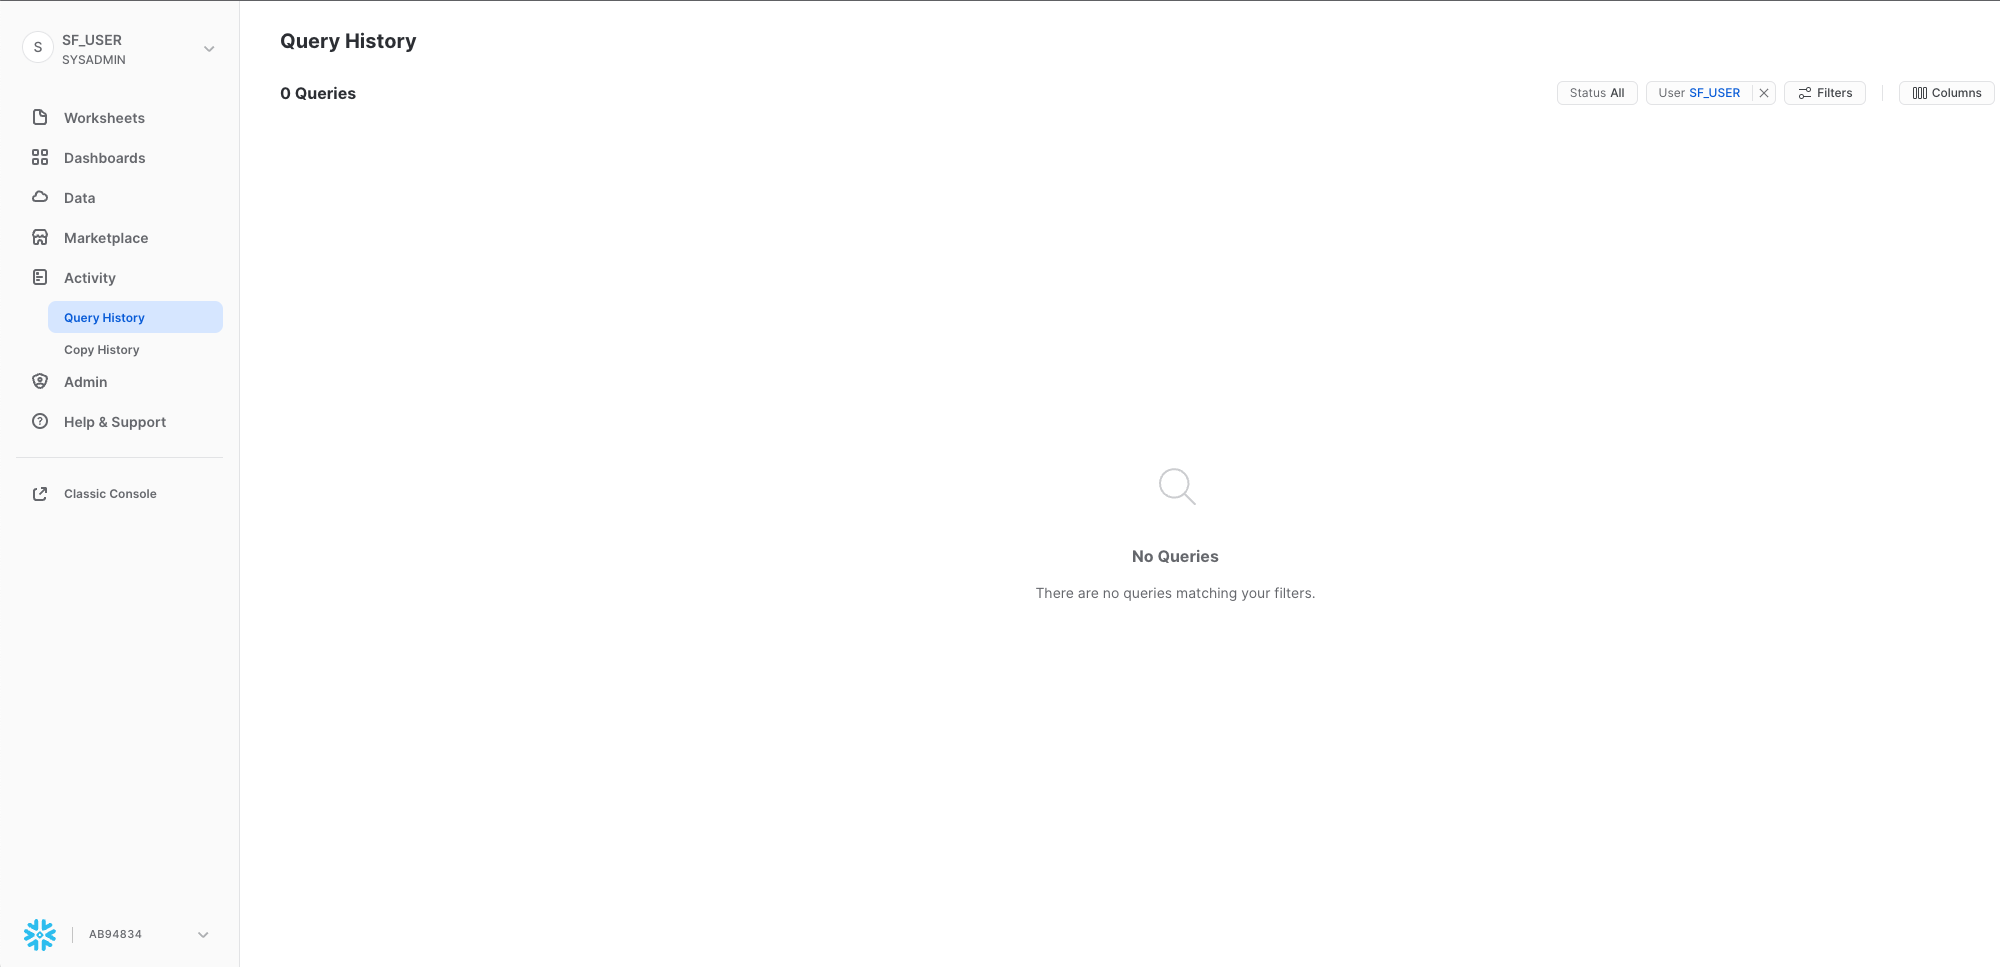 S
SF_USER
SYSADMIN
Worksheets
Dashboards
Data
Marketplace
Activity
Query History
Copy History
Admin
Help & Support
Classic Console
AB94834
Query History
0 Queries
Status All
User SF_USER
Filters
Columns
No Queries
There are no queries matching your filters.